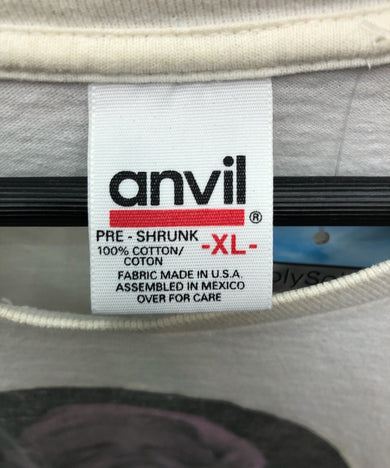 anvil®
PRE - SHRUNK
100% COTTON/
COTON
-XL-
FABRIC MADE IN U.S.A.
ASSEMBLED IN MEXICO
OVER FOR CARE